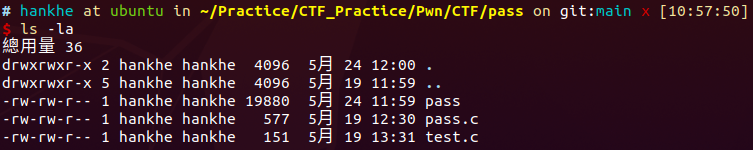 # hankhe at ubuntu in ~/Practice/CTF_Practice/Pwn/CTF/pass on git:main x [10:57:50]
$ ls -la
總用量 36
drwxrwxr-x 2 hankhe hankhe  4096  5月 24 12:00 .
drwxrwxr-x 5 hankhe hankhe  4096  5月 19 11:59 ..
-rw-rw-r-- 1 hankhe hankhe 19880  5月 24 11:59 pass
-rw-rw-r-- 1 hankhe hankhe   577  5月 19 12:30 pass.c
-rw-rw-r-- 1 hankhe hankhe   151  5月 19 13:31 test.c